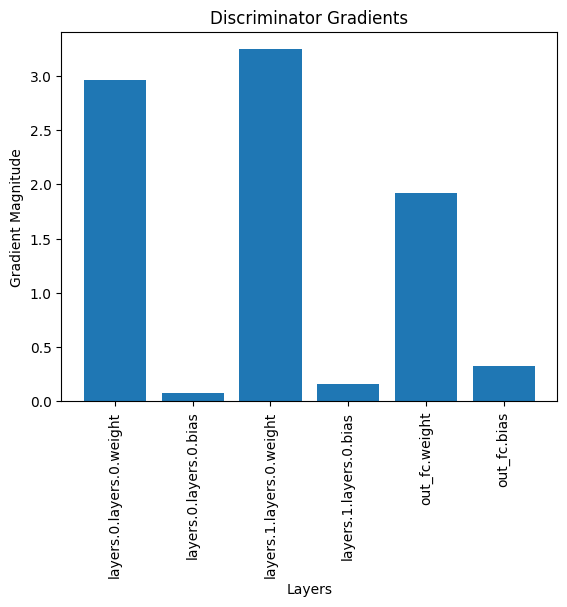 Discriminator Gradients
Gradient Magnitude
3.0
2.5
2.0
1.5
1.0
0.5
0.0
layers.0.layers.0.weight
layers.0.layers.0.bias
layers.1.layers.0.weight
layers.1.layers.0.bias
out_fc.weight
out_fc.bias
Layers